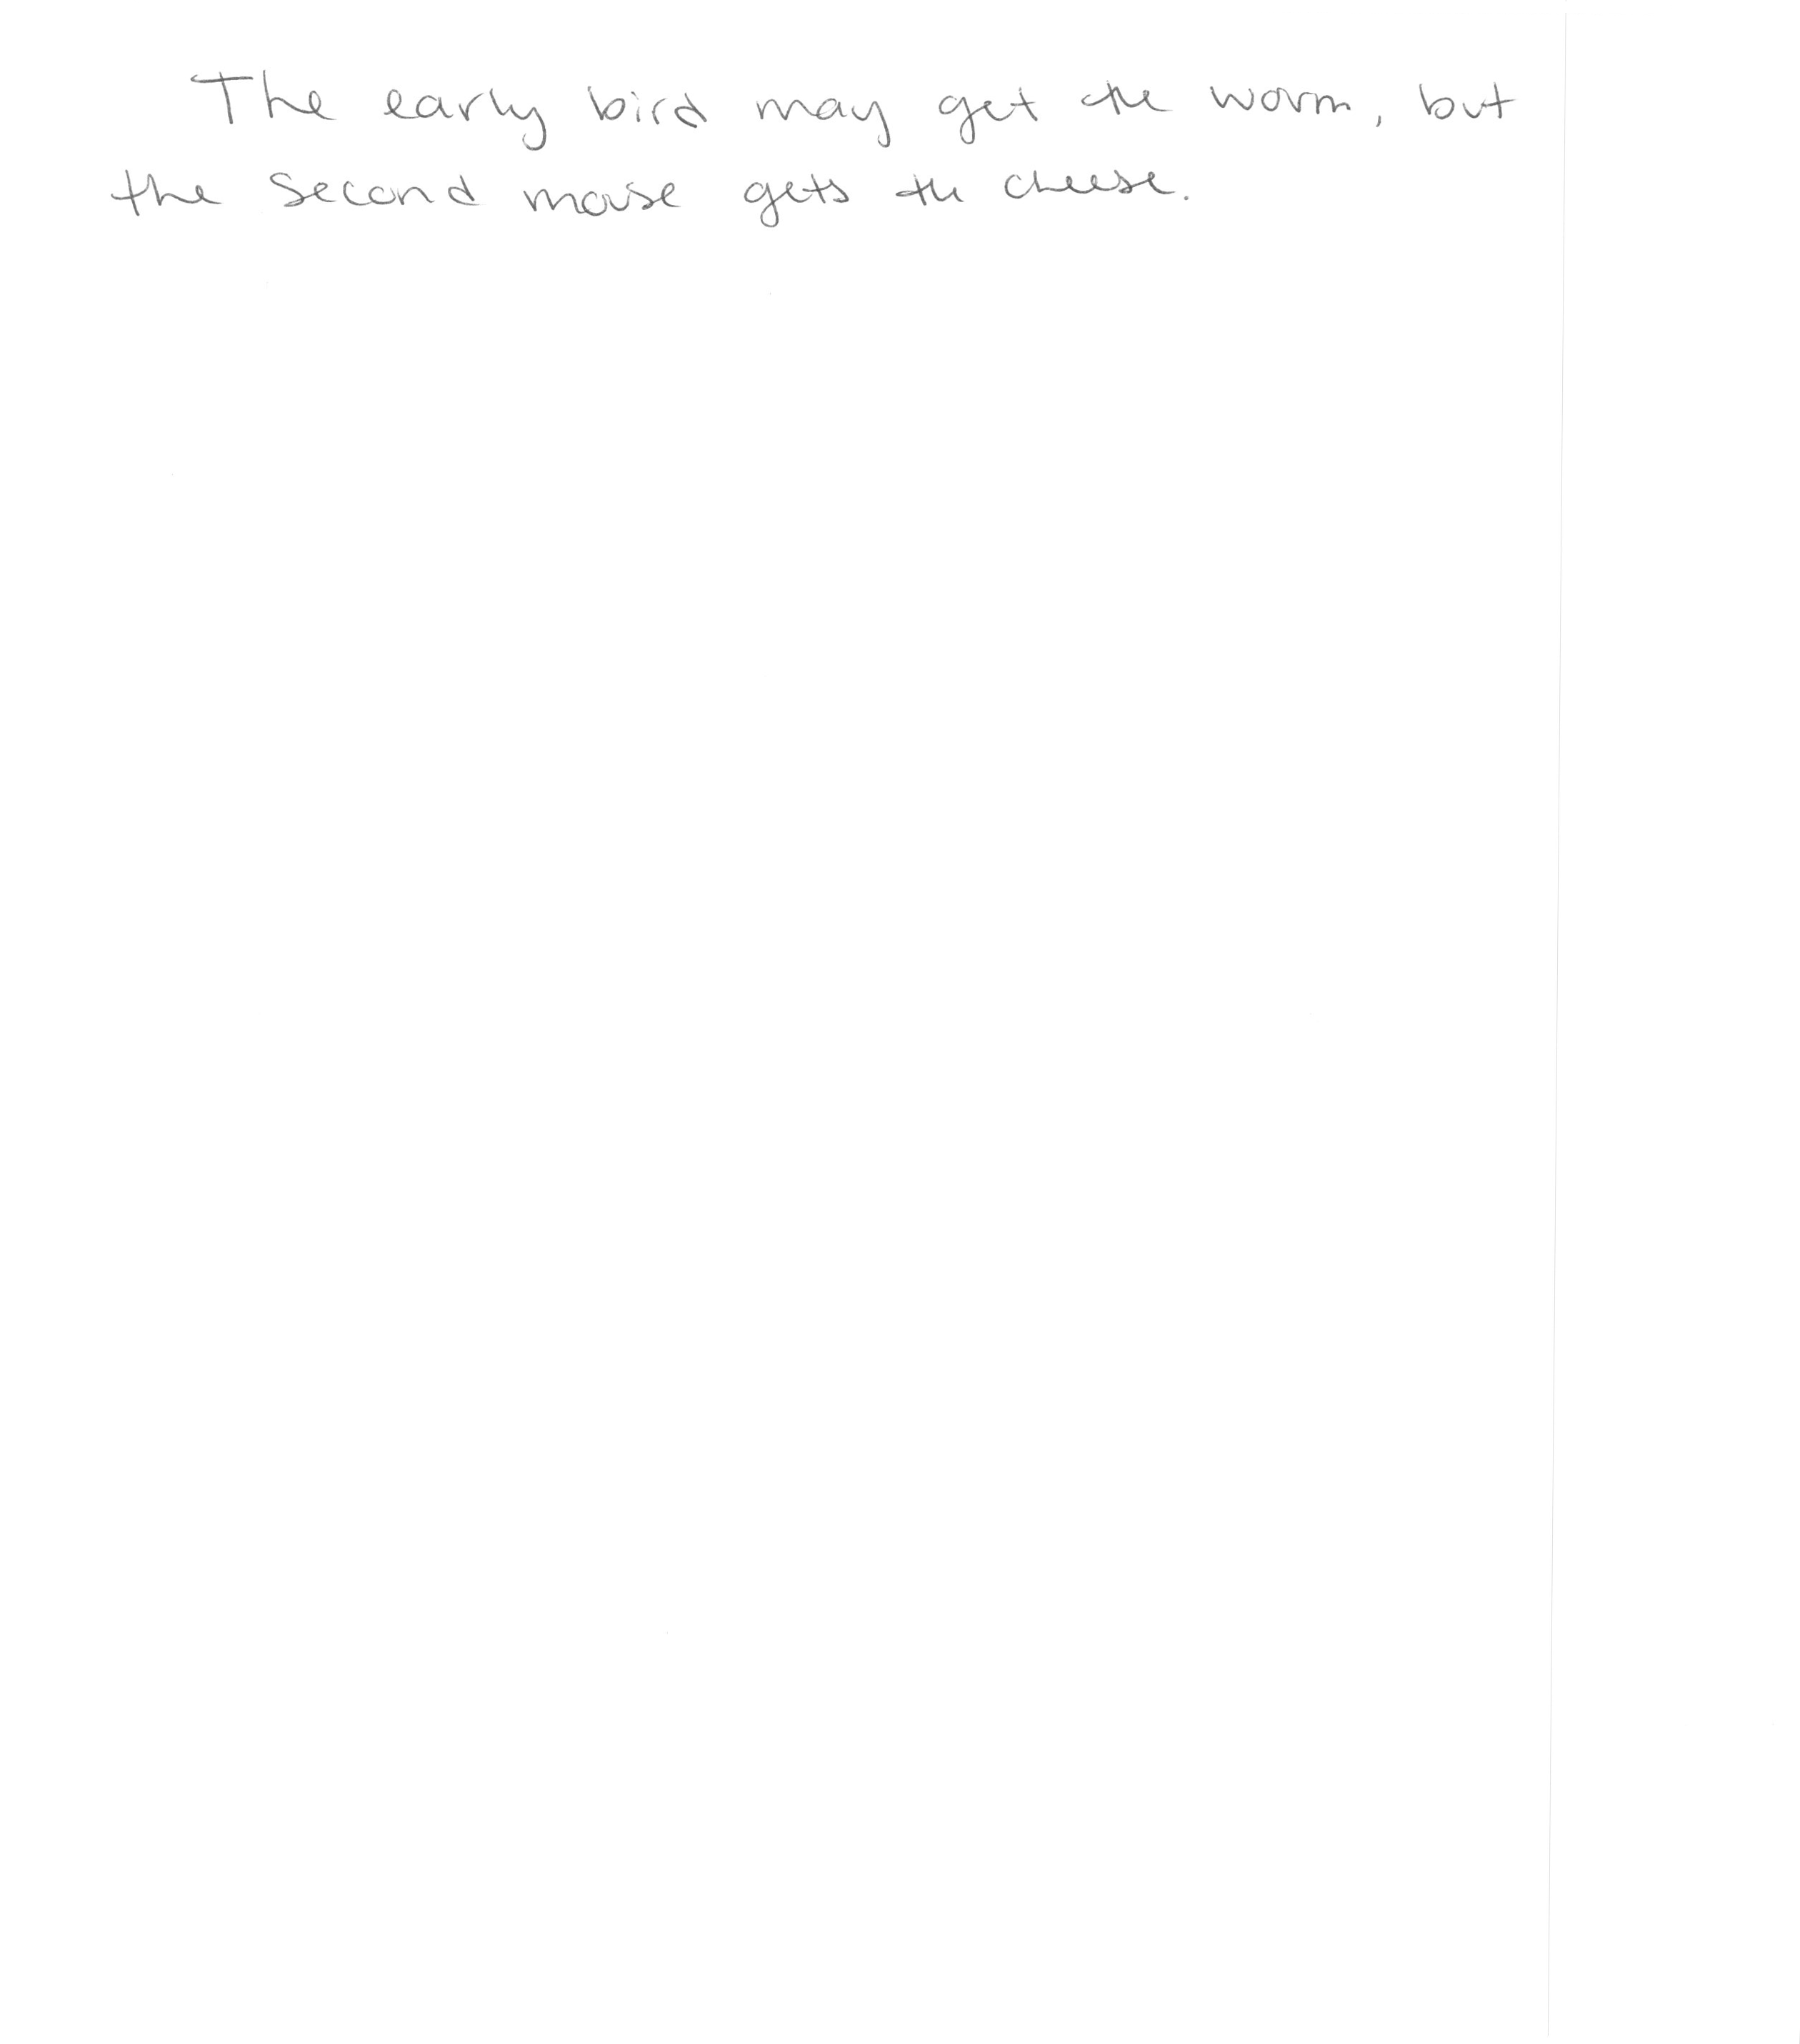 The early bird may get the worm, but
the second mouse gets the cheese.